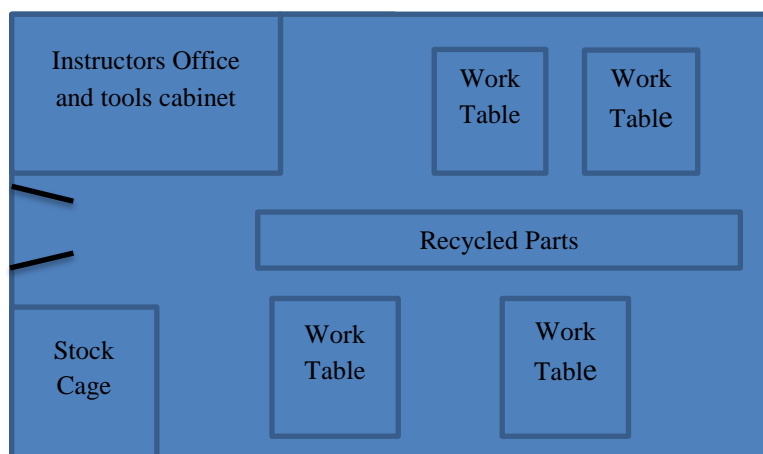 Instructors Office
and tools cabinet
Work
Table
Work
Table
Recycled Parts
Stock
Cage
Work
Table
Work
Table